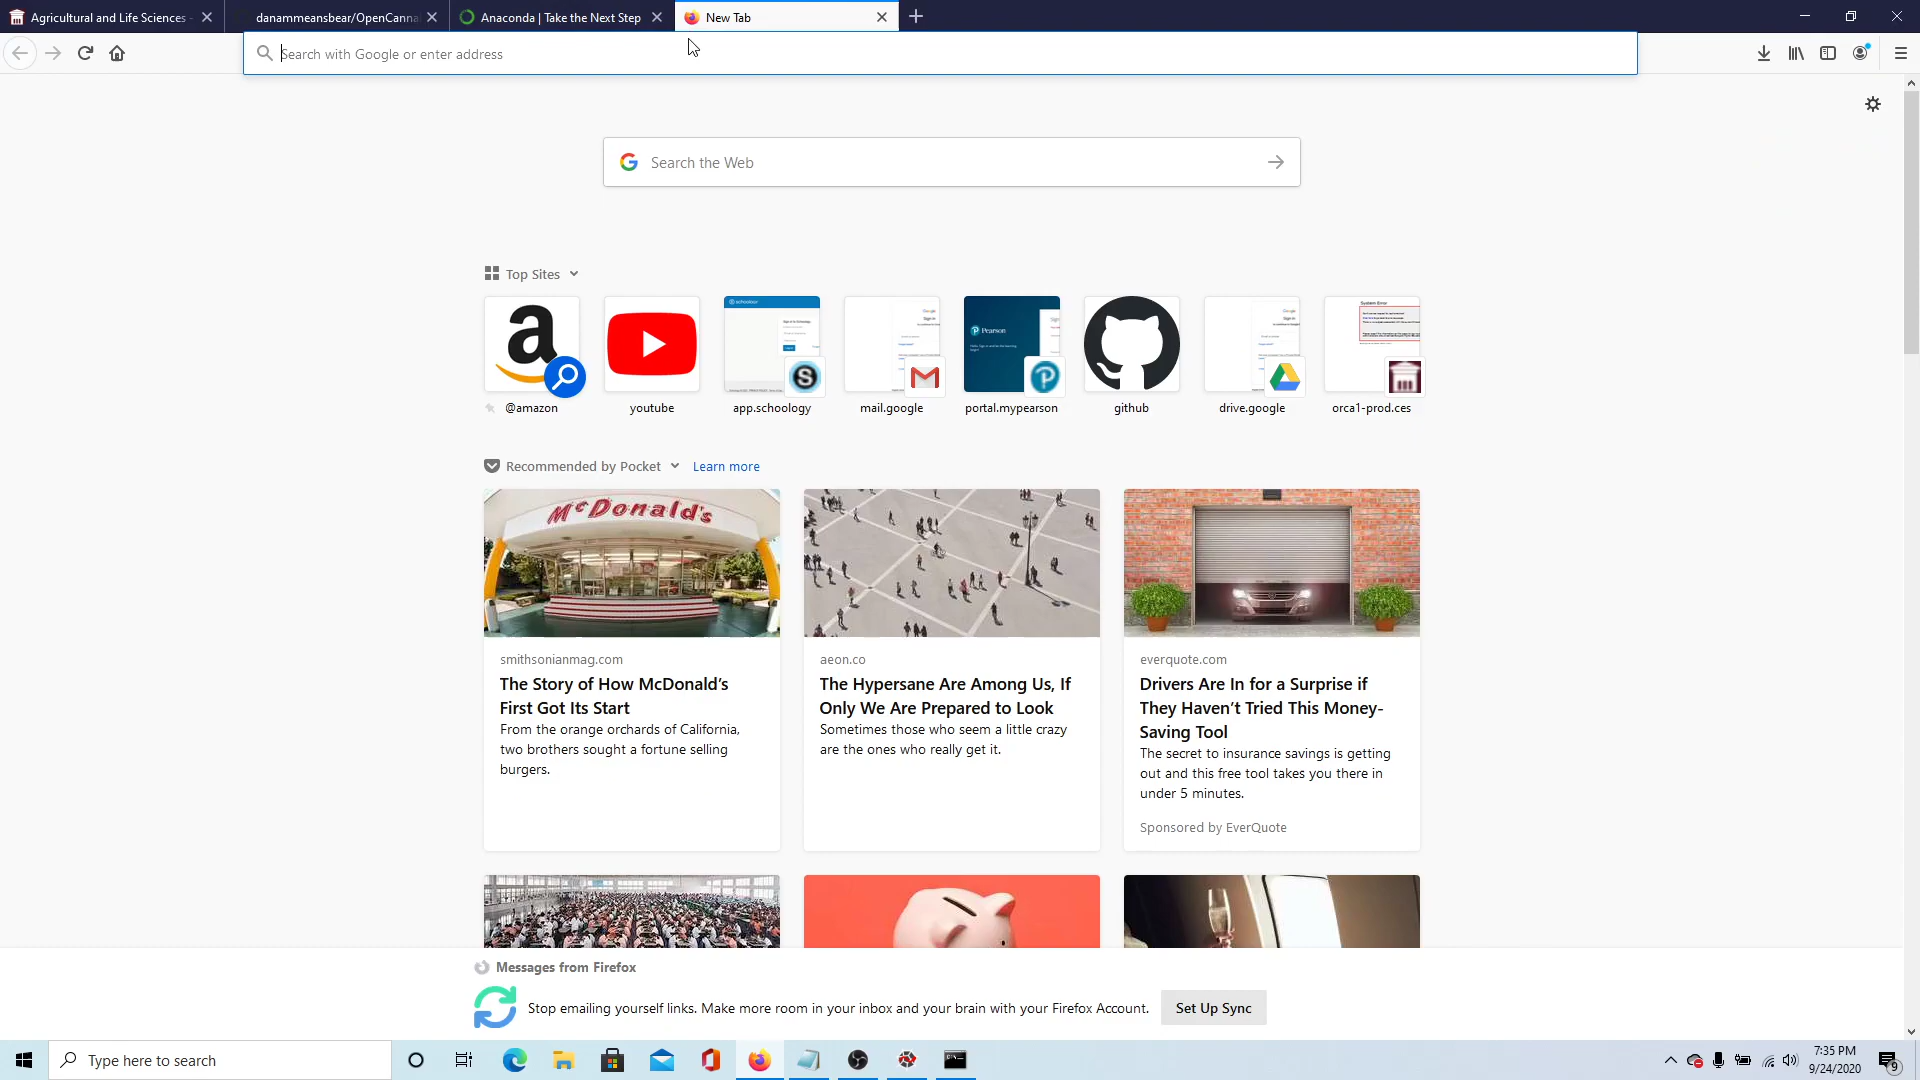 Agricultural and Life Sciences -
danammeansbear/OpenCanna
Anaconda | Take the Next Step
New Tab
Search with Google or enter address
Search the Web
Top Sites
@amazon
youtube
app.schoology
mail.google
portal.mypearson
github
drive.google
orca1-prod.ces
Pearson
System Error
Recommended by Pocket
Learn more
McDonald's
smithsonianmag.com
The Story of How McDonald's
First Got Its Start
From the orange orchards of California,
two brothers sought a fortune selling
burgers.
aeon.co
The Hypersane Are Among Us, If
Only We Are Prepared to Look
Sometimes those who seem a little crazy
are the ones who really get it.
everquote.com
Drivers Are In for a Surprise if
They Haven't Tried This Money-
Saving Tool
The secret to insurance savings is getting
out and this free tool takes you there in
under 5 minutes.
Sponsored by EverQuote
Messages from Firefox
Stop emailing yourself links. Make more room in your inbox and your brain with your Firefox Account.
Set Up Sync
Type here to search
7:35 PM
9/24/2020
9